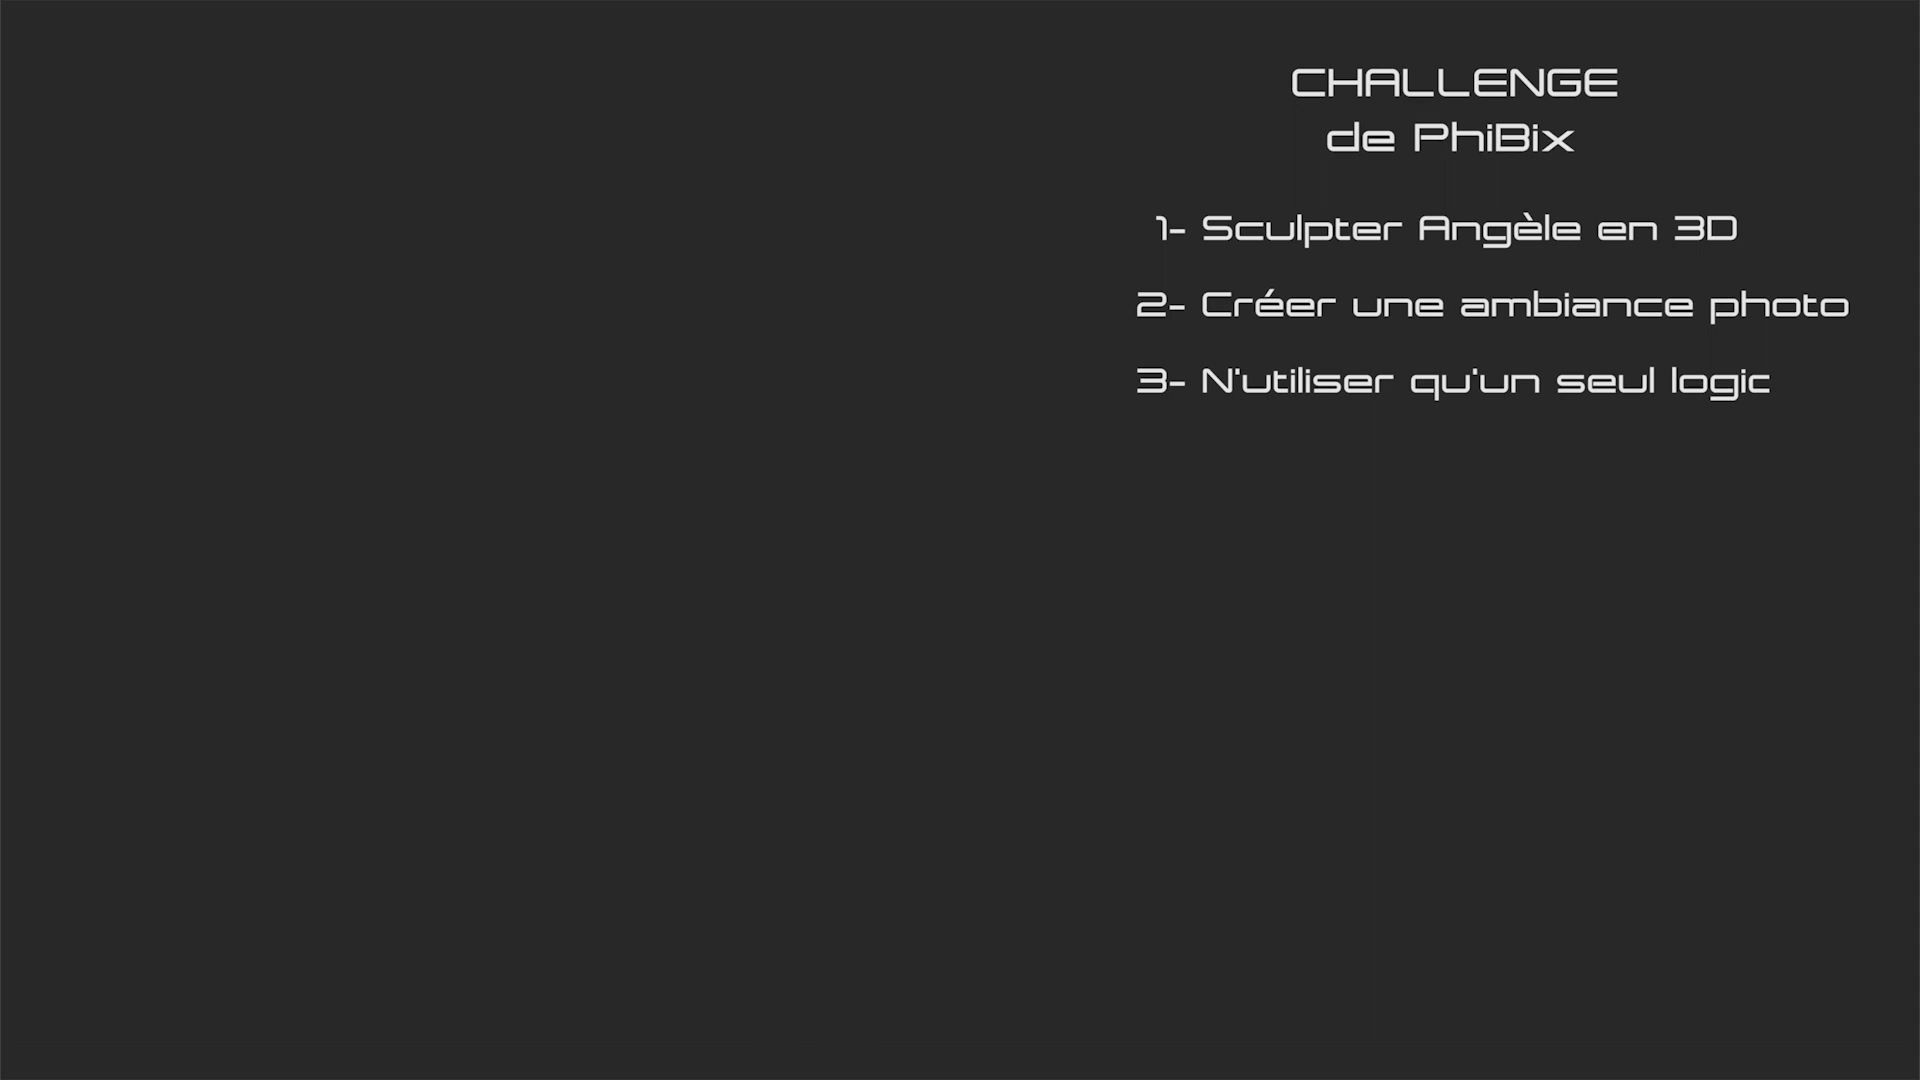 CHALLENGE
de PhiBix
1- Sculpter Angèle en 3D
2- Créer une ambiance photo
3- N'utiliser qu'un seul logic